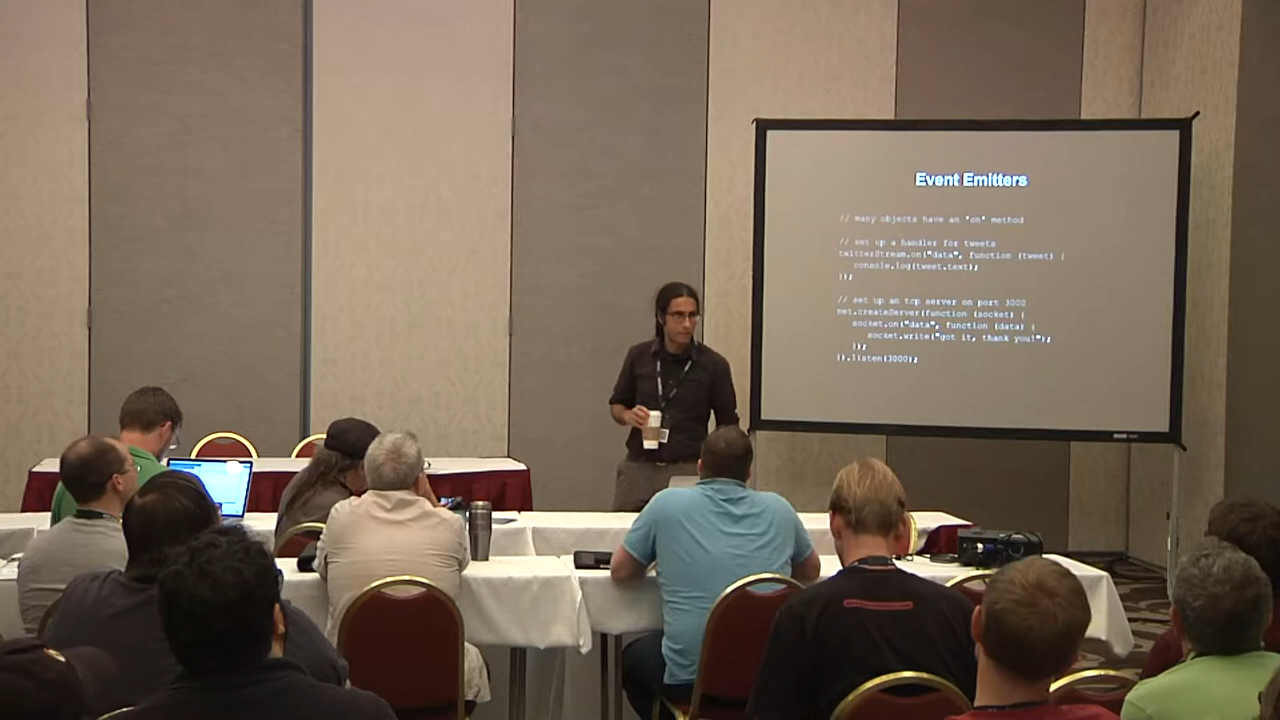 Event Emitters
// many objects have an "on" method
// set up a handler for tweets
twitterStream.on("data", function (tweet) {
console.log(tweet.text);
});
// set up an tcp server on port 3000
net.createServer(function (socket) {
socket.on("data", function (data) {
socket.write("got it, thank you!");
});
}).listen(3000);